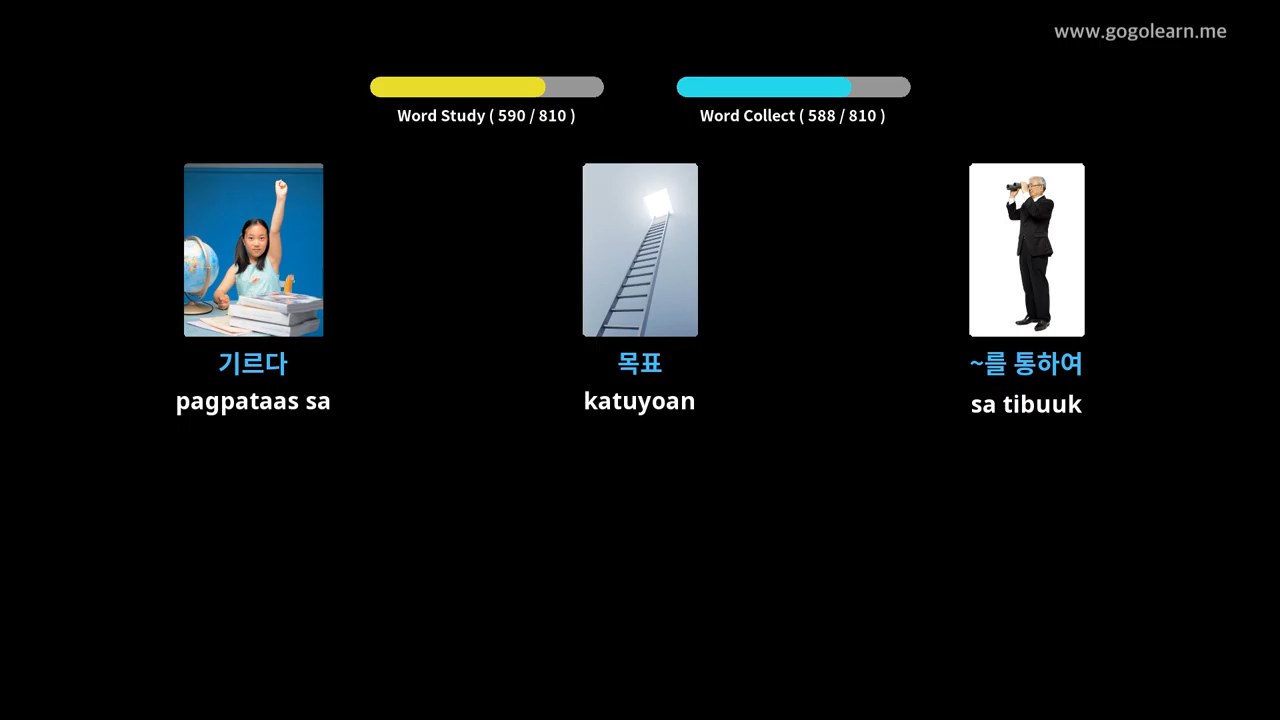 www.gogolearn.me
Word Study ( 590 / 810 )
Word Collect ( 588 / 810 )
기르다
pagpataas sa
목표
katuyoan
~를 통하여
sa tibuuk